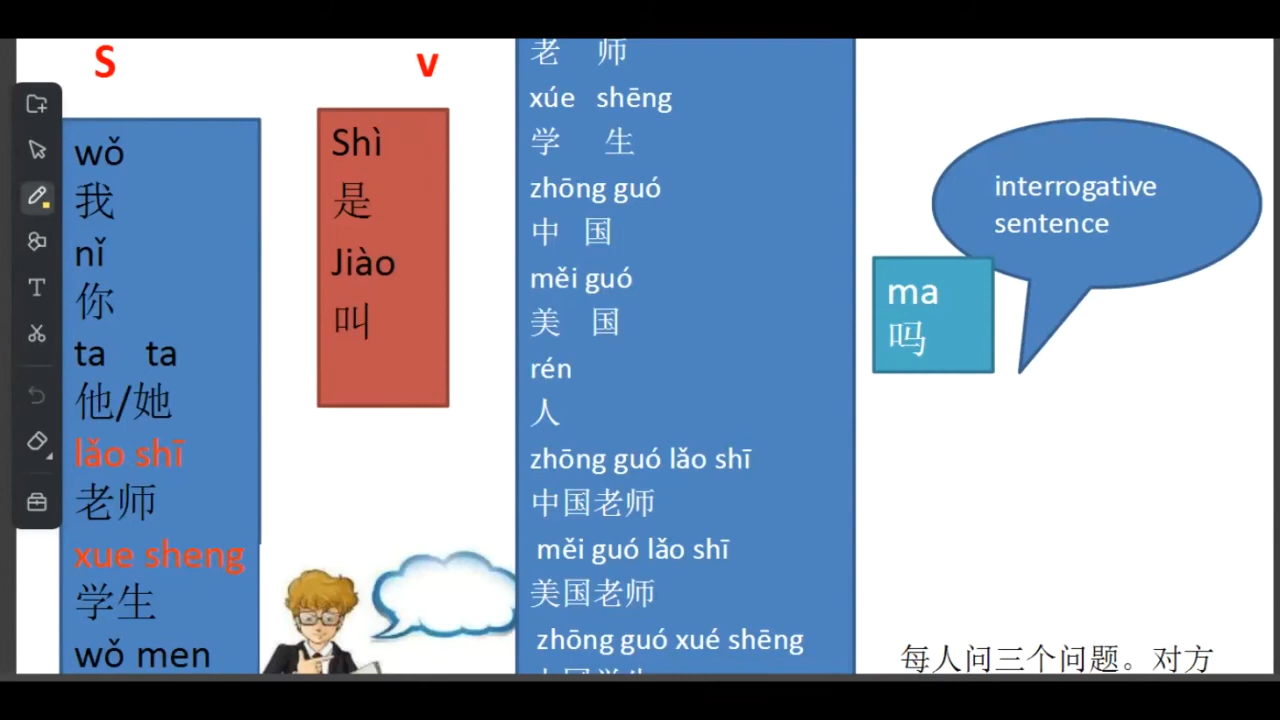 S
v
wǒ
我
nǐ
你
ta ta
他/她
lǎo shī
老师
xue sheng
学生
wǒ men
Shì
是
Jiào
叫
老 师
xúe shēng
学 生
zhōng guó
中 国
měi guó
美 国
rén
人
zhōng guó lǎo shī
中国老师
měi guó lǎo shī
美国老师
zhōng guó xué shēng
interrogative
sentence
ma
吗
每人问三个问题。对方